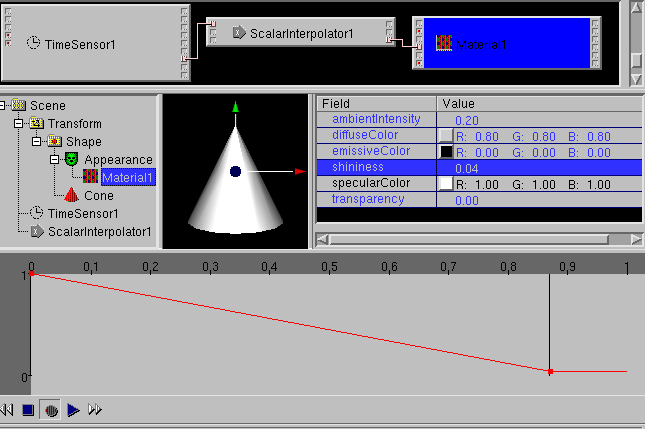 TimeSensor1
ScalarInterpolator1
Material1
Scene
Transform
Shape
Appearance
Material1
Cone
TimeSensor1
ScalarInterpolator1
Field Value
ambientIntensity 0.20
diffuseColor R: 0.80 G: 0.80 B: 0.80
emissiveColor R: 0.00 G: 0.00 B: 0.00
shininess 0.04
specularColor R: 1.00 G: 1.00 B: 1.00
transparency 0.00
0 0,1 0,2 0,3 0,4 0,5 0,6 0,7 0,8 0,9 1
1
0